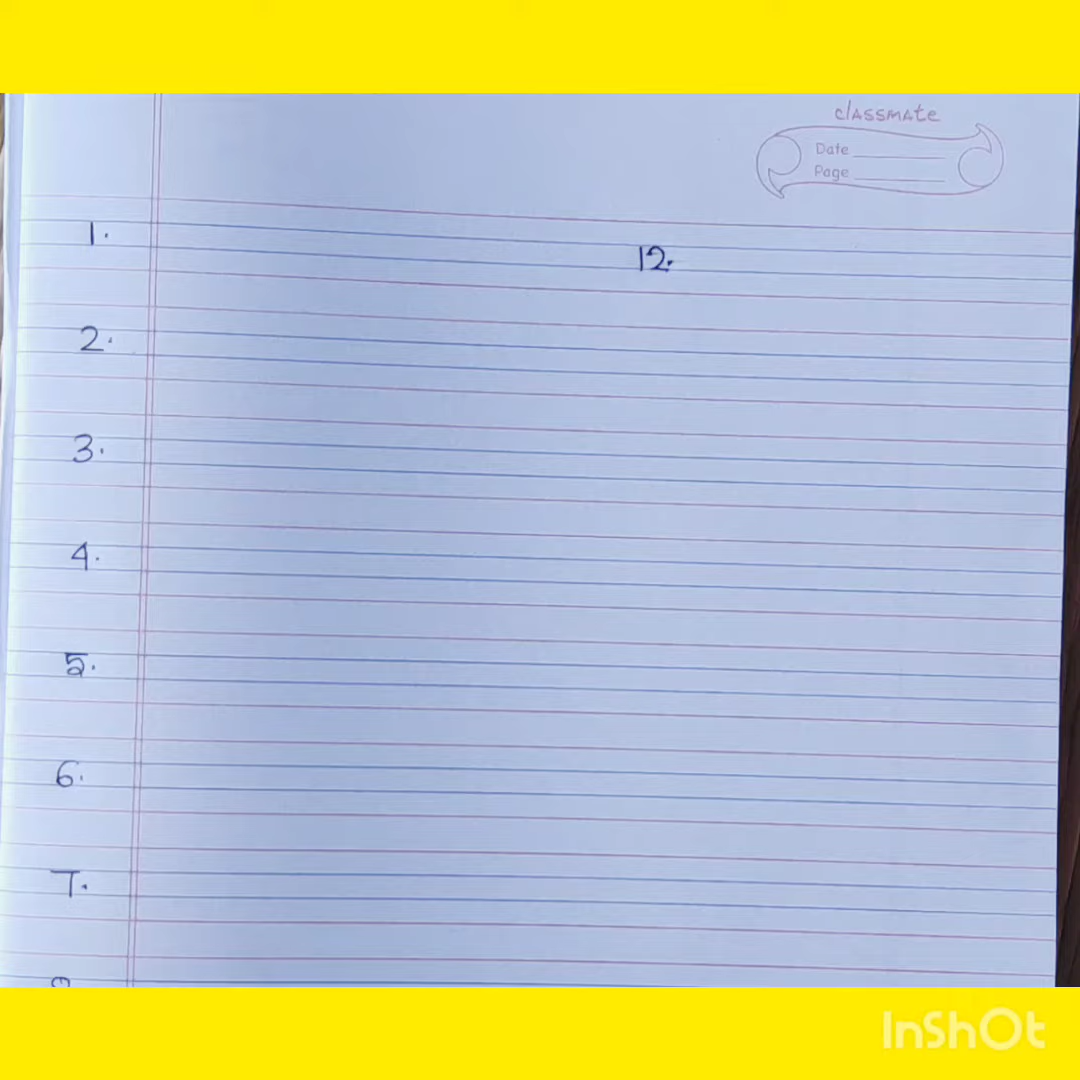 classmate
Date
Page
1.
12.
2.
3.
4.
5.
6.
7.
InShOt